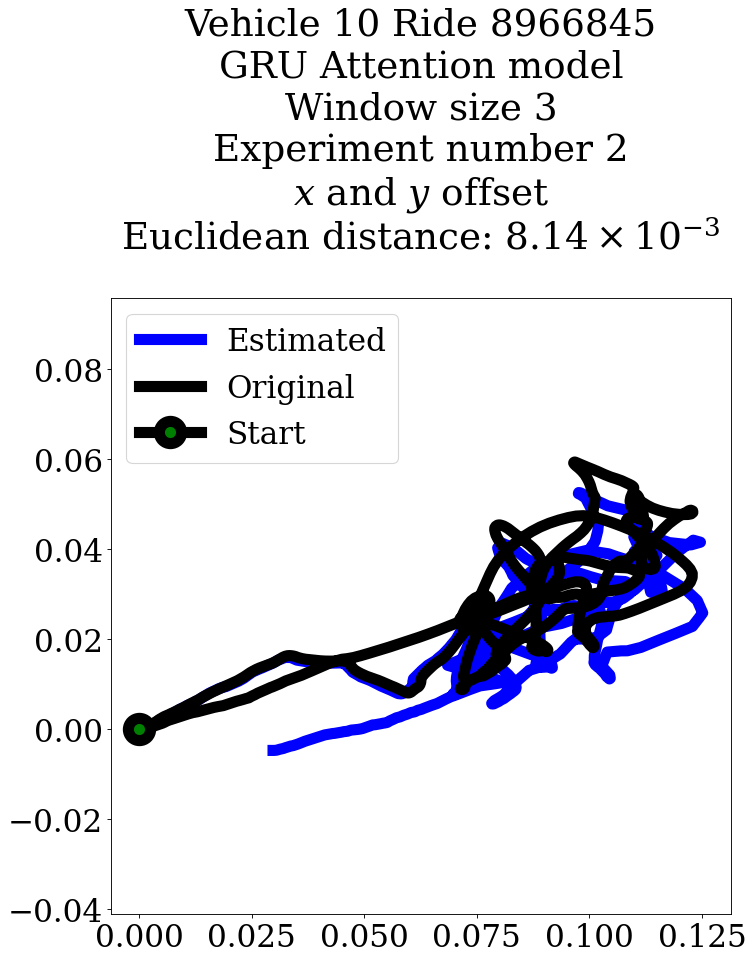 Vehicle 10 Ride 8966845
GRU Attention model
Window size 3
Experiment number 2
x and y offset
Euclidean distance: 8.14 × 10⁻³
Estimated
Original
Start
0.08
0.06
0.04
0.02
0.00
−0.02
−0.04
0.000 0.025 0.050 0.075 0.100 0.125